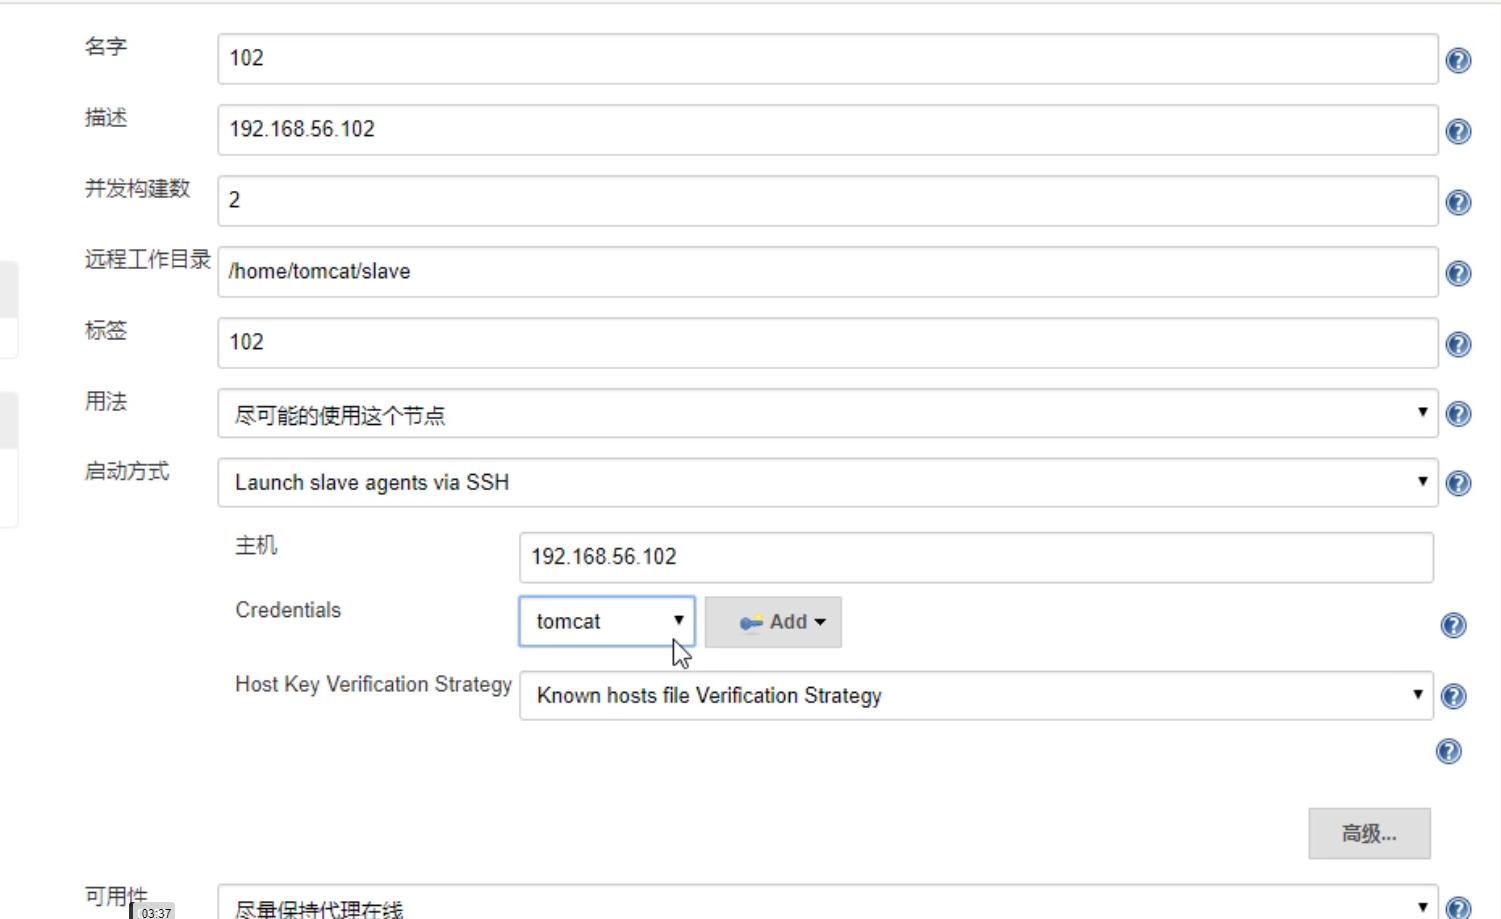 名字
102
描述
192.168.56.102
并发构建数
2
远程工作目录
/home/tomcat/slave
标签
102
用法
尽可能的使用这个节点
启动方式
Launch slave agents via SSH
主机
192.168.56.102
Credentials
tomcat
Add
Host Key Verification Strategy
Known hosts file Verification Strategy
高级...
可用性
尽量保持代理在线
03:37